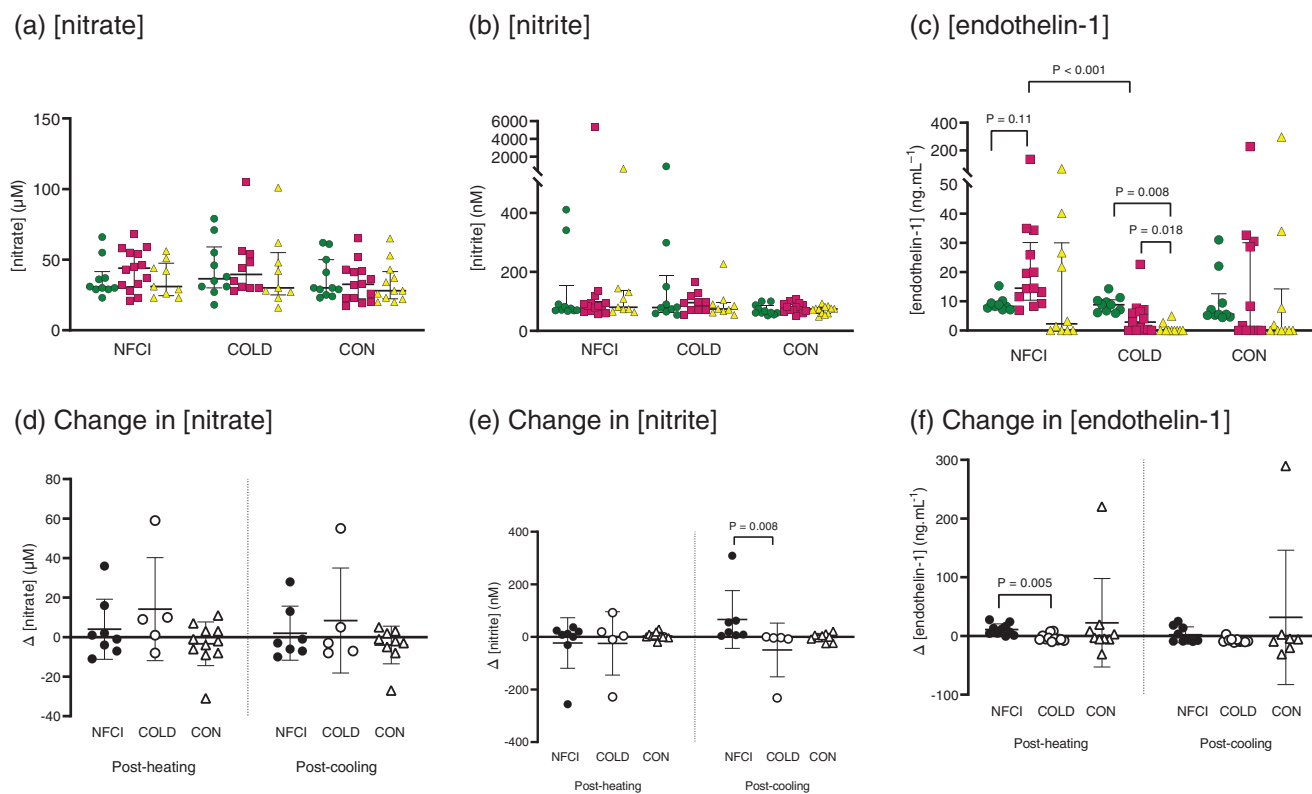 (a) [nitrate]
(b) [nitrite]
(c) [endothelin-1]
[nitrate] (µM)
150
100
50
0
NFCI COLD CON
[nitrite] (nM)
6000
4000
2000
400
200
0
NFCI COLD CON
[endothelin-1] (ng.mL⁻¹)
400
200
50
40
30
20
10
0
P < 0.001
P = 0.11
P = 0.008
P = 0.018
NFCI COLD CON
(d) Change in [nitrate]
(e) Change in [nitrite]
(f) Change in [endothelin-1]
Δ [nitrate] (µM)
80
60
40
20
0
-20
-40
NFCI COLD CON NFCI COLD CON
Post-heating Post-cooling
Δ [nitrite] (nM)
400
200
0
-200
-400
P = 0.008
NFCI COLD CON NFCI COLD CON
Post-heating Post-cooling
Δ [endothelin-1] (ng.mL⁻¹)
300
200
100
0
-100
P = 0.005
NFCI COLD CON NFCI COLD CON
Post-heating Post-cooling